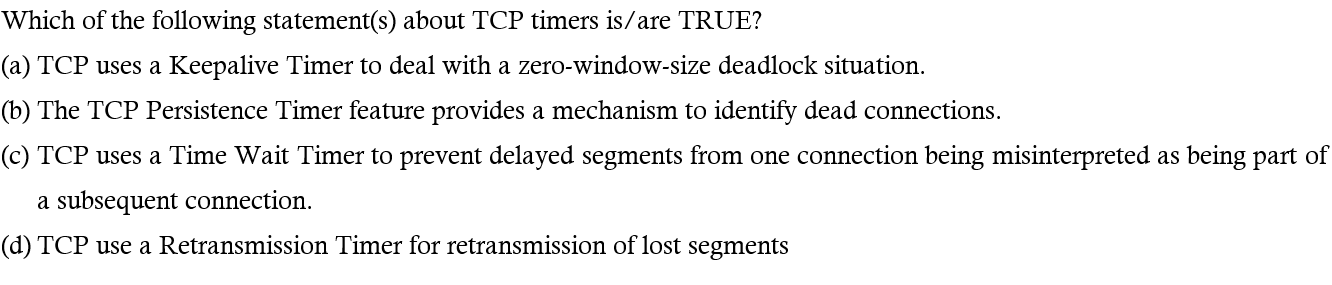 Which of the following statement(s) about TCP timers is/are TRUE?
(a) TCP uses a Keepalive Timer to deal with a zero-window-size deadlock situation.
(b) The TCP Persistence Timer feature provides a mechanism to identify dead connections.
(c) TCP uses a Time Wait Timer to prevent delayed segments from one connection being misinterpreted as being part of
a subsequent connection.
(d) TCP use a Retransmission Timer for retransmission of lost segments